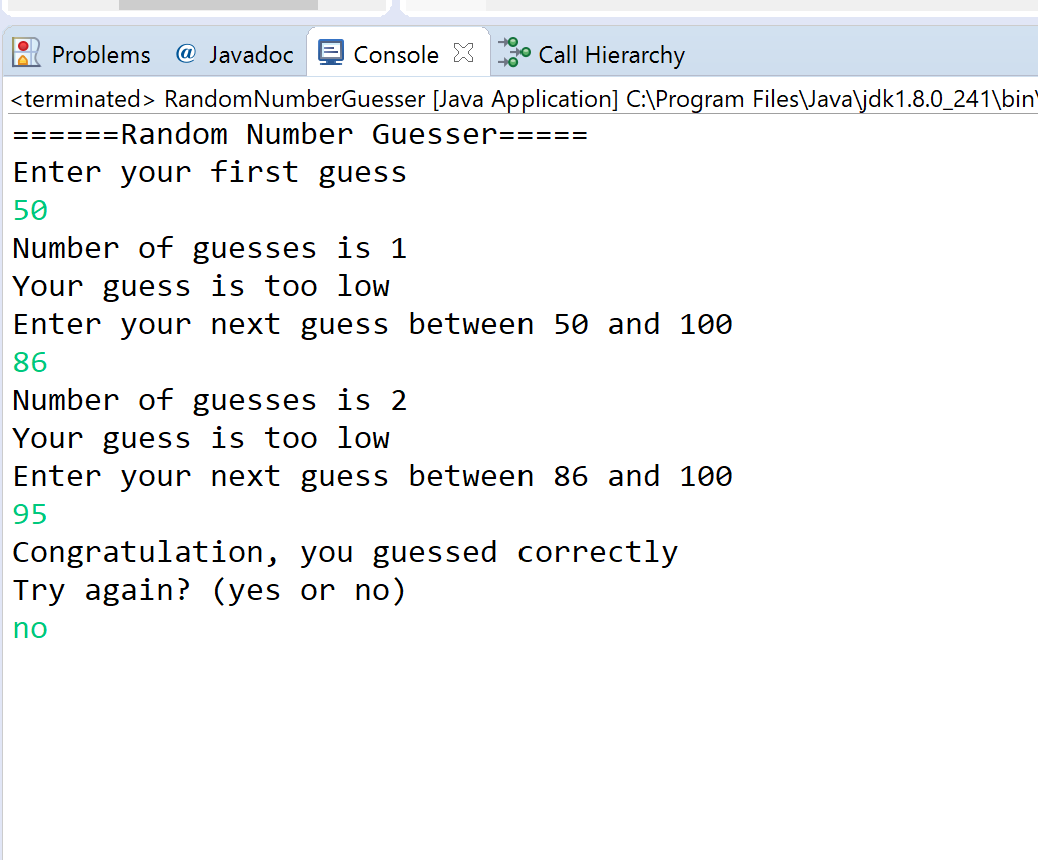 Problems @ Javadoc Console Call Hierarchy
<terminated> RandomNumberGuesser [Java Application] C:\Program Files\Java\jdk1.8.0_241\bin\
======Random Number Guesser=====
Enter your first guess
50
Number of guesses is 1
Your guess is too low
Enter your next guess between 50 and 100
86
Number of guesses is 2
Your guess is too low
Enter your next guess between 86 and 100
95
Congratulation, you guessed correctly
Try again? (yes or no)
no